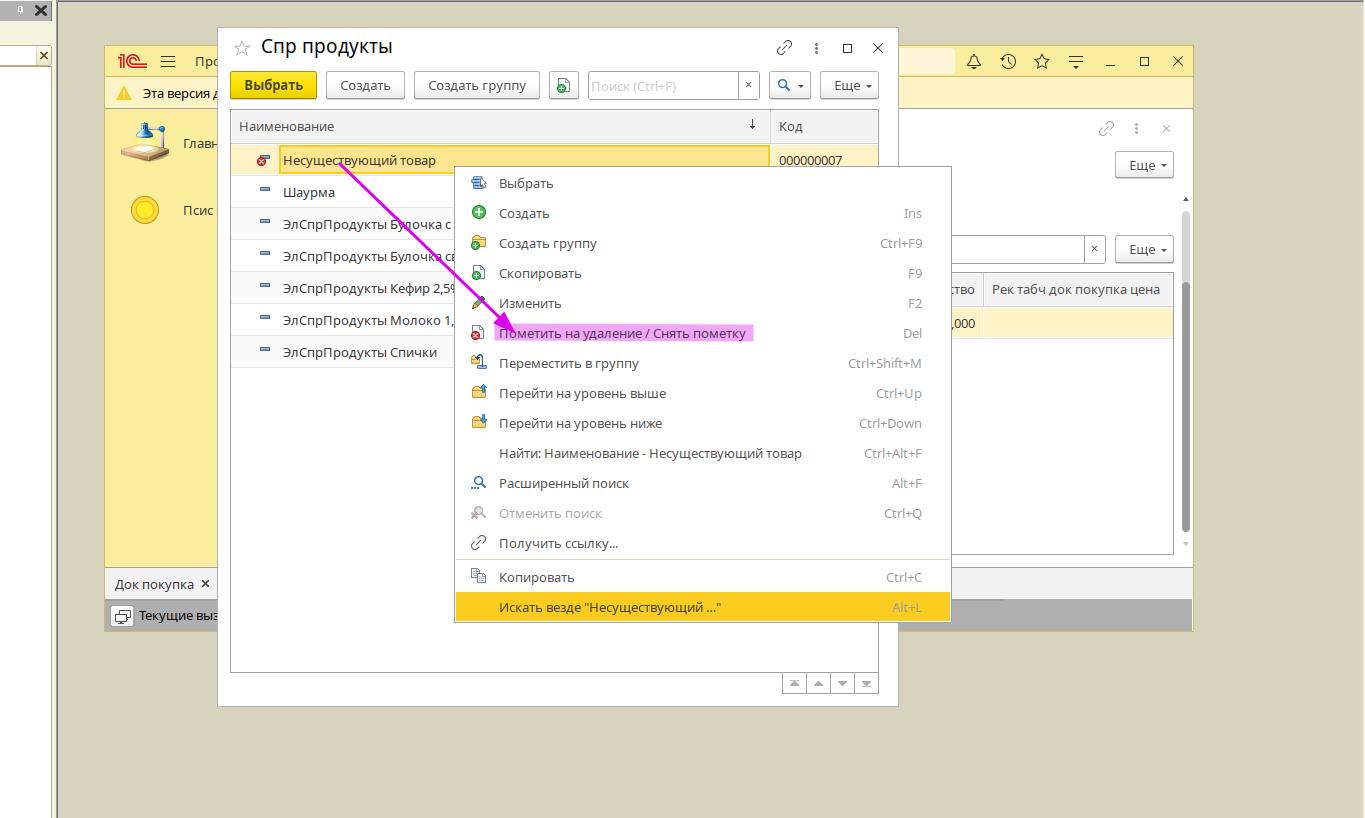 Спр продукты
1С
Про
Выбрать
Создать
Создать группу
Поиск (Ctrl+F)
Еще
Эта версия д
Наименование
Код
Главн
Псис
Еще
Несуществующий товар
000000007
Шаурма
ЭлСпрПродукты Булочка с
ЭлСпрПродукты Булочка св
ЭлСпрПродукты Кефир 2,5%
ЭлСпрПродукты Молоко 1,
ЭлСпрПродукты Спички
Выбрать
Создать Ins
Создать группу Ctrl+F9
Скопировать F9
Изменить F2
Пометить на удаление / Снять пометку Del
Переместить в группу Ctrl+Shift+M
Перейти на уровень выше Ctrl+Up
Перейти на уровень ниже Ctrl+Down
Найти: Наименование - Несуществующий товар Ctrl+Alt+F
Расширенный поиск Alt+F
Отменить поиск Ctrl+Q
Получить ссылку...
Копировать Ctrl+C
Искать везде "Несуществующий ..." Alt+L
Еще
ство
Рек табч док покупка цена
,000
Док покупка
Текущие выз